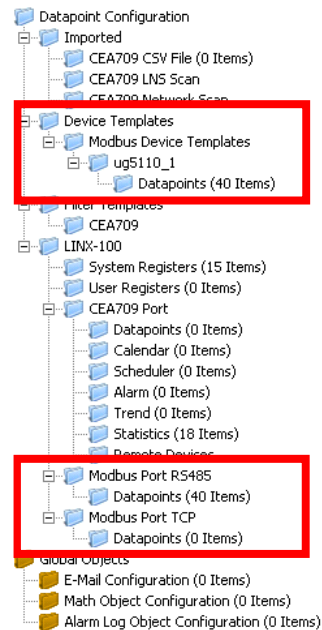 Datapoint Configuration
Imported
CEA709 CSV File (0 Items)
CEA709 LNS Scan
CEA709 Network Scan
Device Templates
Modbus Device Templates
ug5110_1
Datapoints (40 Items)
Filter Templates
CEA709
LINX-100
System Registers (15 Items)
User Registers (0 Items)
CEA709 Port
Datapoints (0 Items)
Calendar (0 Items)
Scheduler (0 Items)
Alarm (0 Items)
Trend (0 Items)
Statistics (18 Items)
Remote Devices
Modbus Port RS485
Datapoints (40 Items)
Modbus Port TCP
Datapoints (0 Items)
Global Objects
E-Mail Configuration (0 Items)
Math Object Configuration (0 Items)
Alarm Log Object Configuration (0 Items)